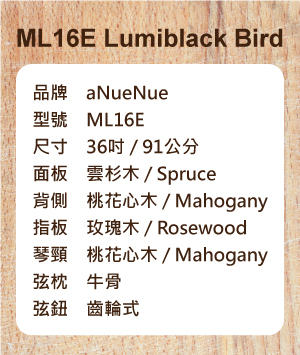 ML16E Lumiblack Bird
品牌 aNueNue
型號 ML16E
尺寸 36吋 / 91公分
面板 雲杉木 / Spruce
背側 桃花心木 / Mahogany
指板 玫瑰木 / Rosewood
琴頸 桃花心木 / Mahogany
弦枕 牛骨
弦鈕 齒輪式